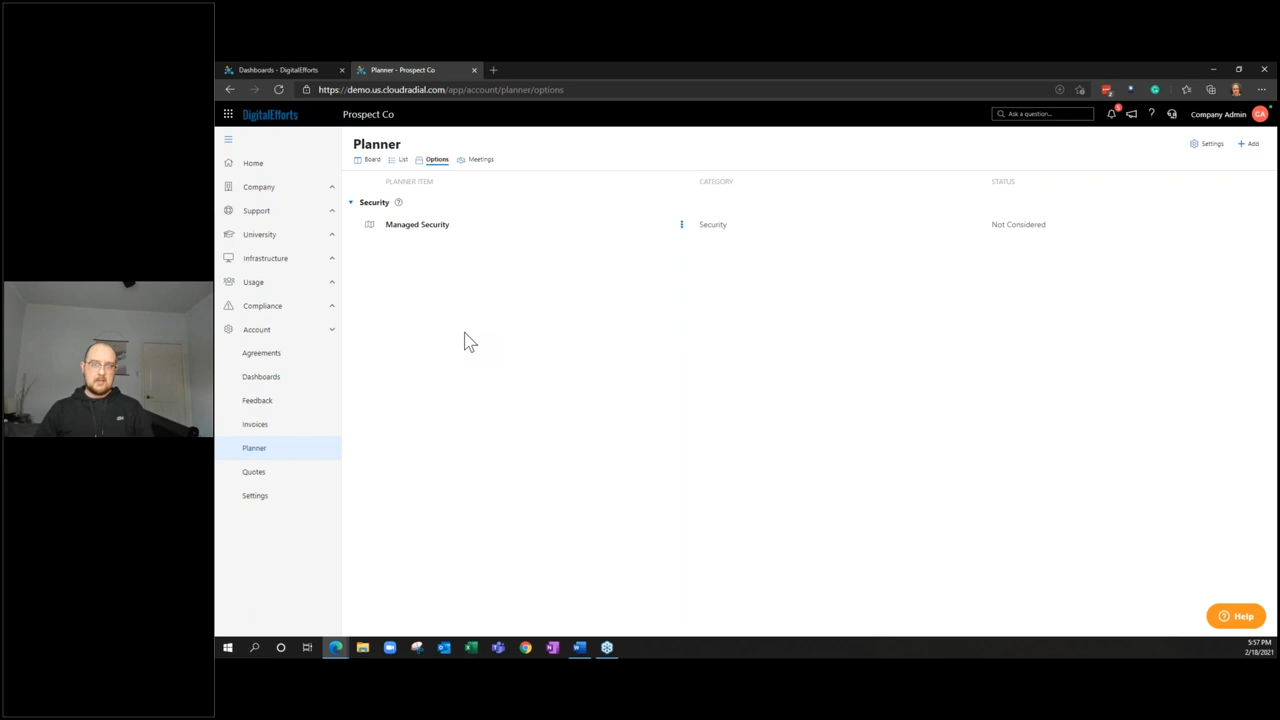 Dashboards - DigitalEfforts
Planner - Prospect Co
https://demo.us.cloudradial.com/app/account/planner/options
DigitalEfforts
Prospect Co
Ask a question...
5
Company Admin
CA
Planner
Settings
Add
Board
List
Options
Meetings
PLANNER ITEM
CATEGORY
STATUS
Security
Managed Security
Security
Not Considered
Home
Company
Support
University
Infrastructure
Usage
Compliance
Account
Agreements
Dashboards
Feedback
Invoices
Planner
Quotes
Settings
Help
5:57 PM
2/18/2021